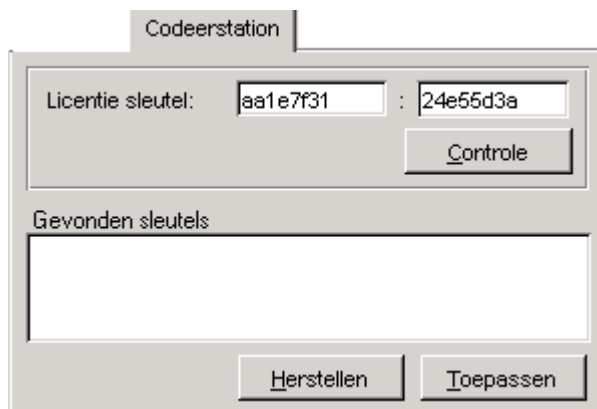 Codeerstation
Licentie sleutel: aa1e7f31 : 24e55d3a
Controle
Gevonden sleutels
Herstellen Toepassen